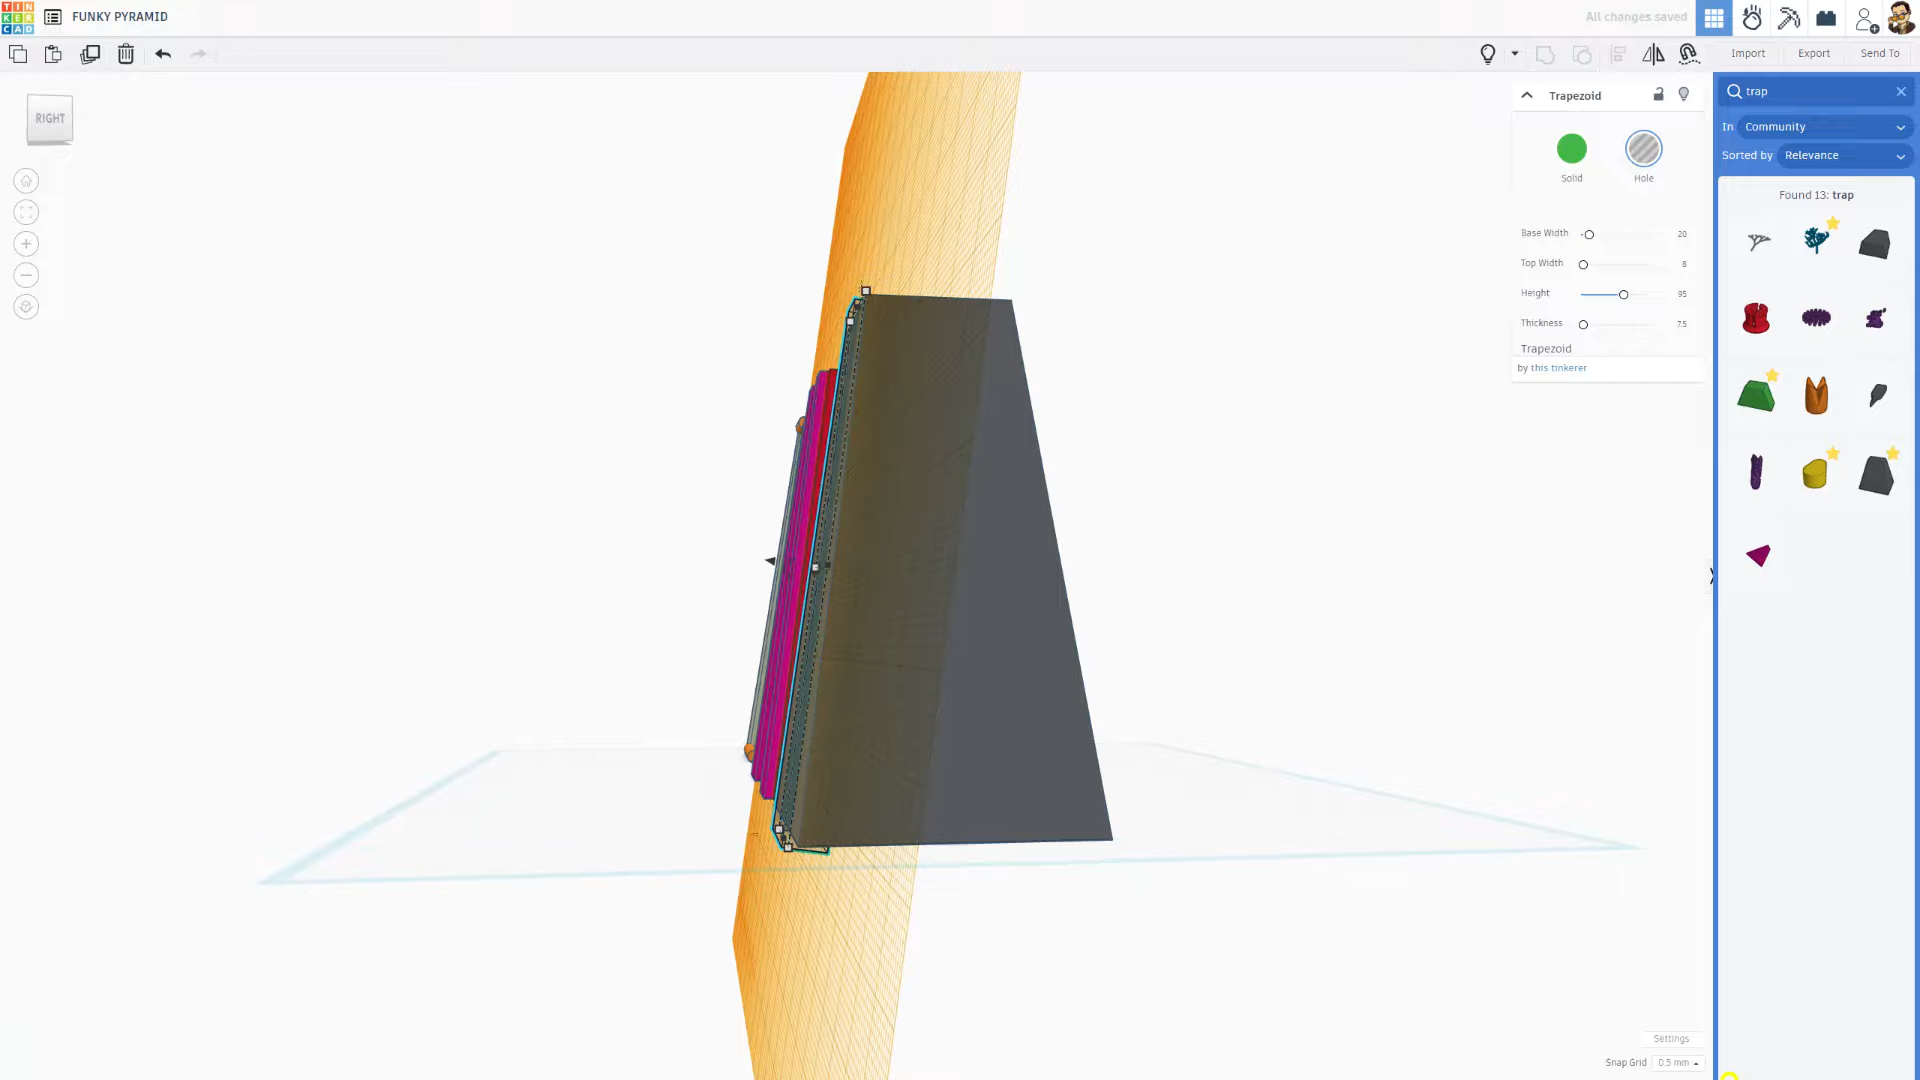 TIN
KER
CAD
FUNKY PYRAMID
All changes saved
Import
Export
Send To
RIGHT
Trapezoid
Solid
Hole
Base Width
20
Top Width
8
Height
95
Thickness
7.5
Trapezoid
by this tinkerer
trap
In
Community
Sorted by
Relevance
Found 13: trap
Settings
Snap Grid
0.5 mm